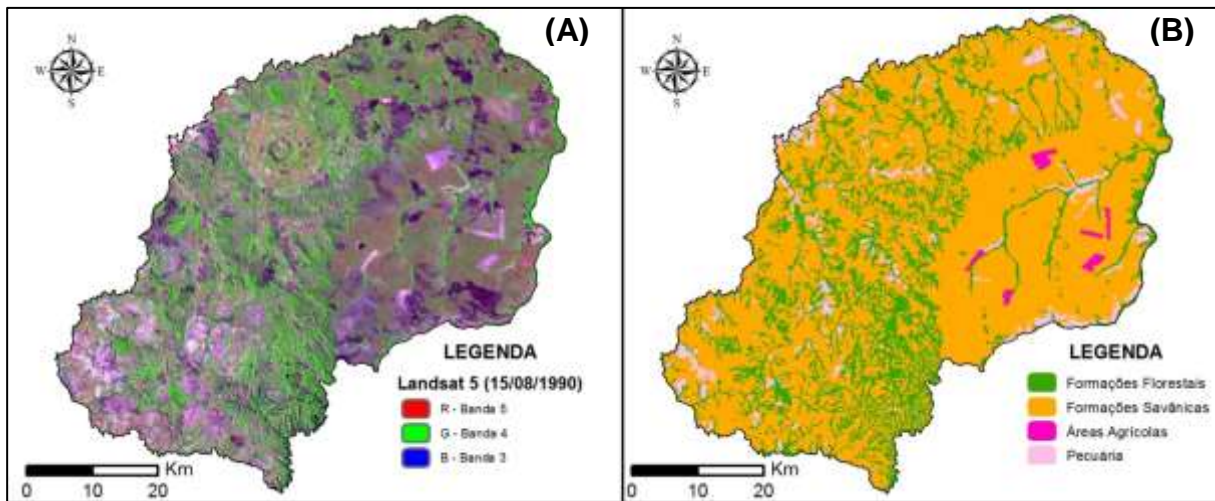 (A)
N
W E
S
LEGENDA
Landsat 5 (15/08/1990)
R - Banda 5
G - Banda 4
B - Banda 3
Km
0 10 20
(B)
N
W E
S
LEGENDA
Formações Florestais
Formações Savânicas
Áreas Agrícolas
Pecuária
Km
0 10 20